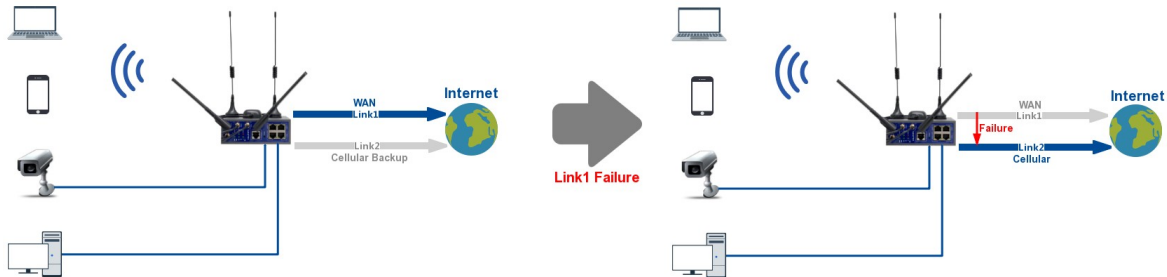 WAN
Link1
Internet
Link2
Cellular Backup
Link1 Failure
WAN
Link1
Internet
Failure
Link2
Cellular